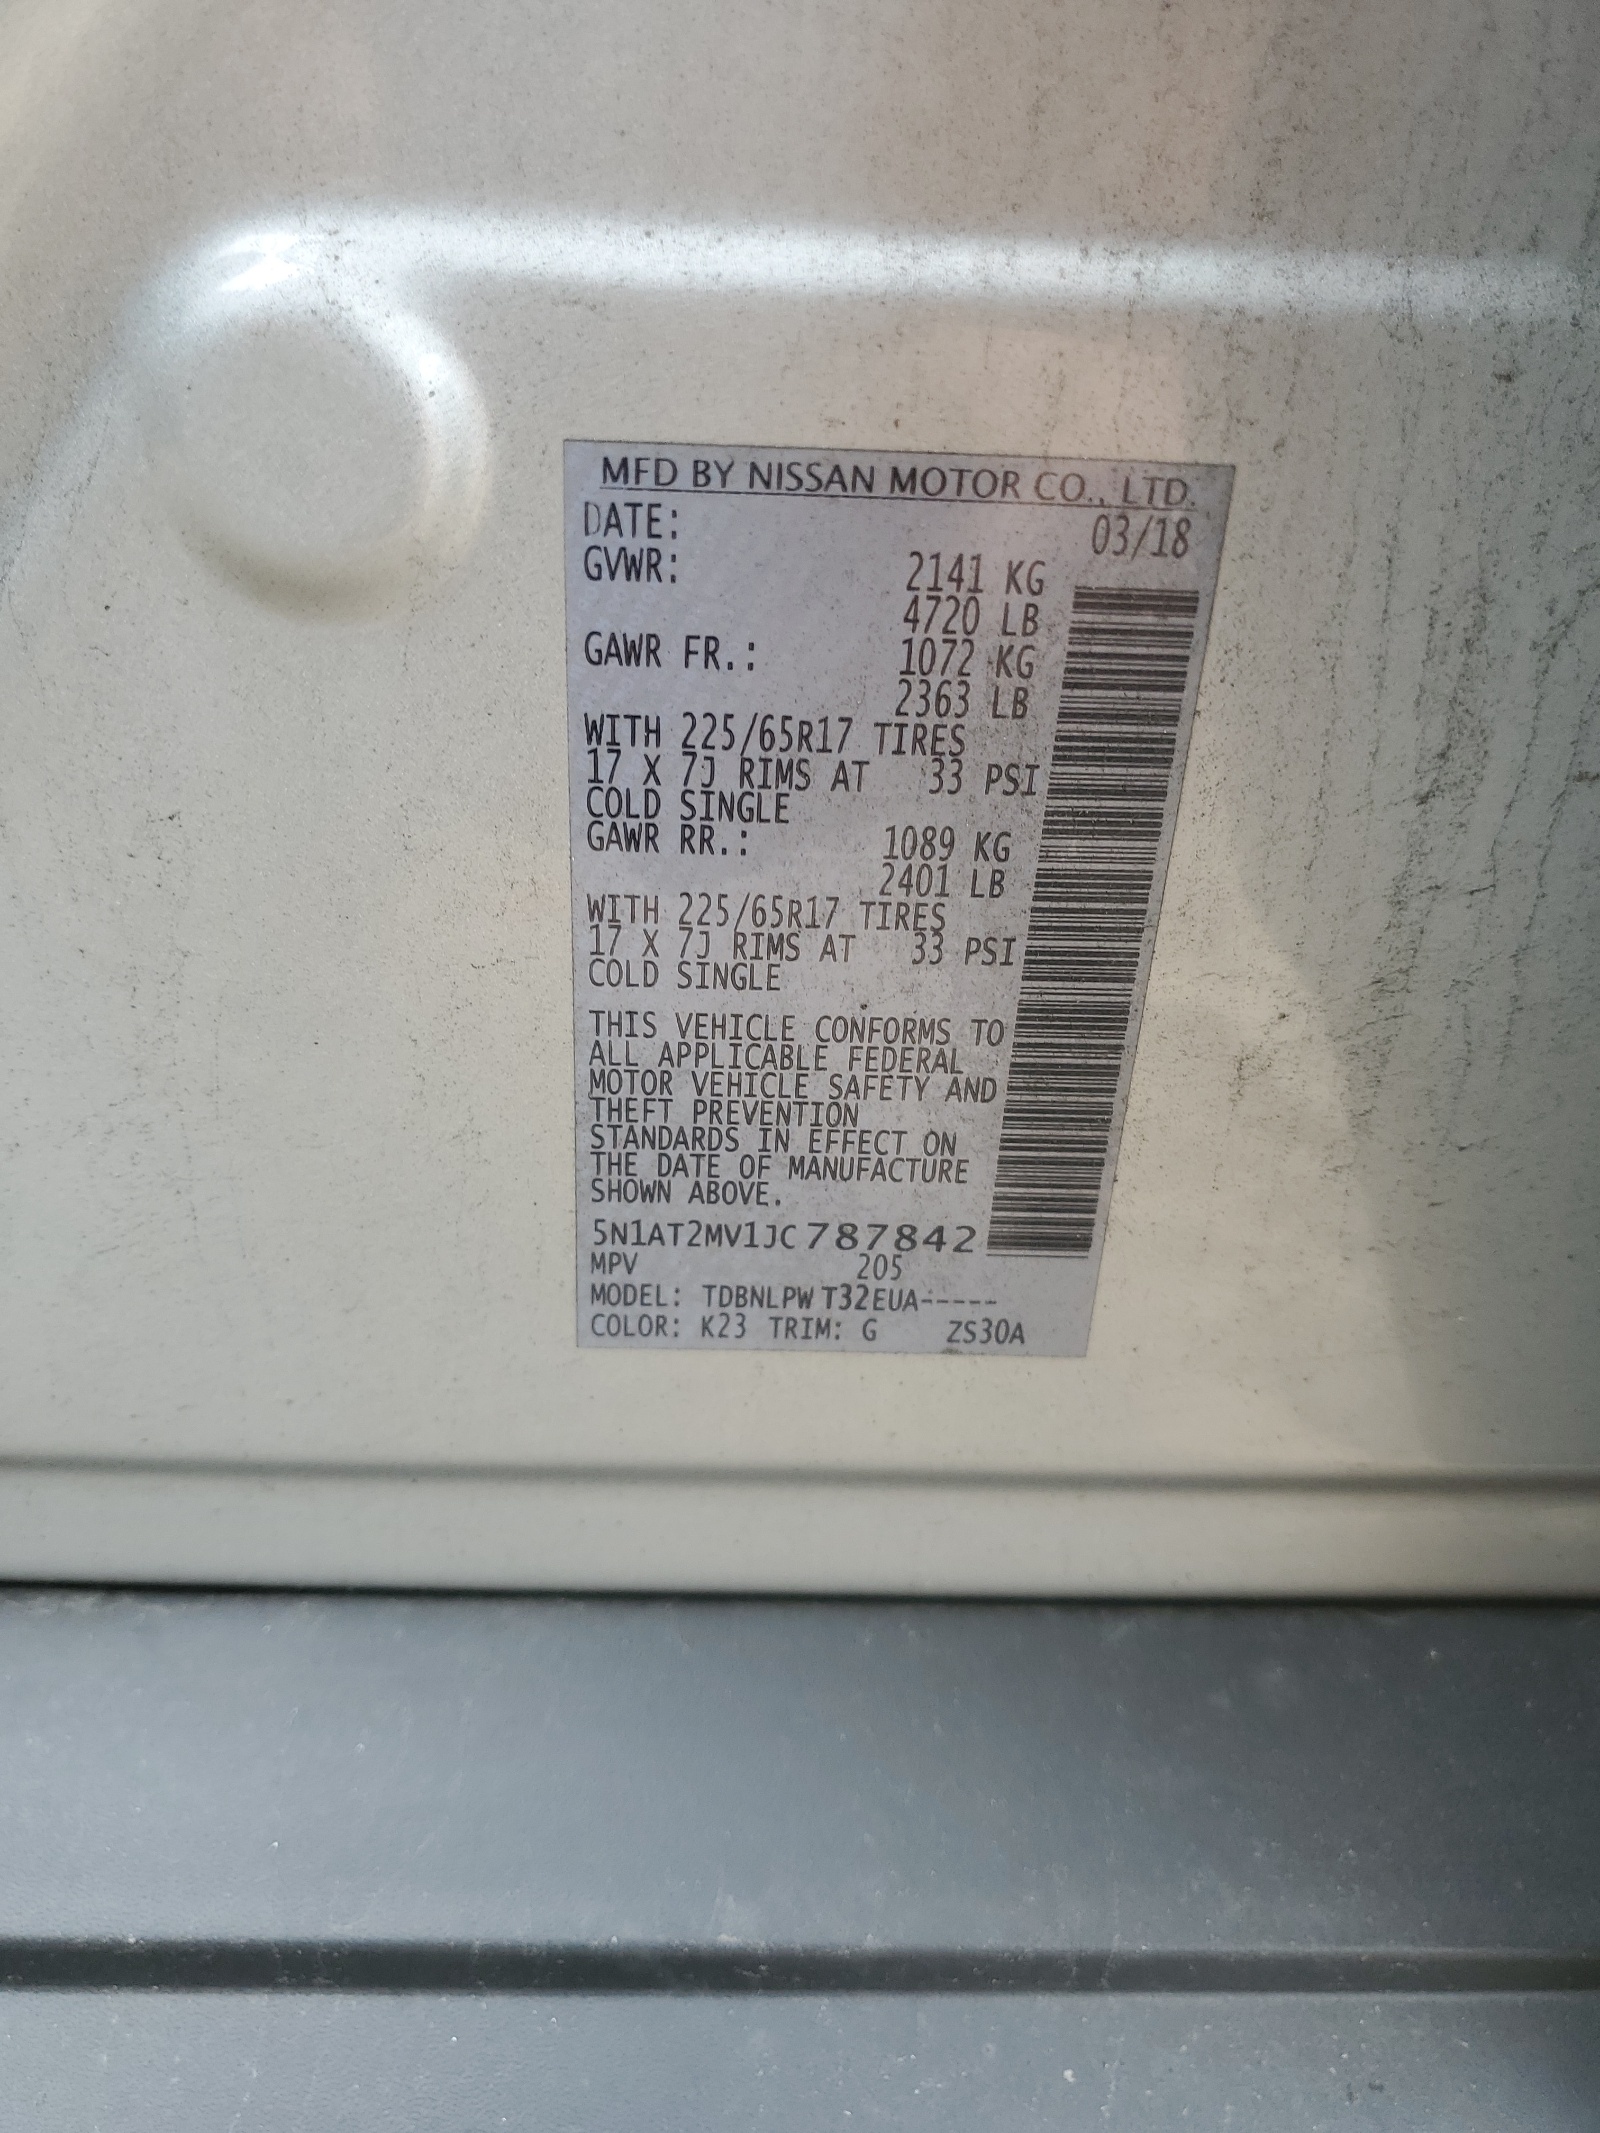 MFD BY NISSAN MOTOR CO., LTD.
DATE: 03/18
GVWR: 2141 KG
4720 LB
GAWR FR.: 1072 KG
2363 LB
WITH 225/65R17 TIRES
17 X 7J RIMS AT 33 PSI
COLD SINGLE
GAWR RR.: 1089 KG
2401 LB
WITH 225/65R17 TIRES
17 X 7J RIMS AT 33 PSI
COLD SINGLE
THIS VEHICLE CONFORMS TO
ALL APPLICABLE FEDERAL
MOTOR VEHICLE SAFETY AND
THEFT PREVENTION
STANDARDS IN EFFECT ON
THE DATE OF MANUFACTURE
SHOWN ABOVE.
5N1AT2MV1JC787842
MPV 205
MODEL: TDBNLPWT32EUA-----
COLOR: K23 TRIM: G ZS30A